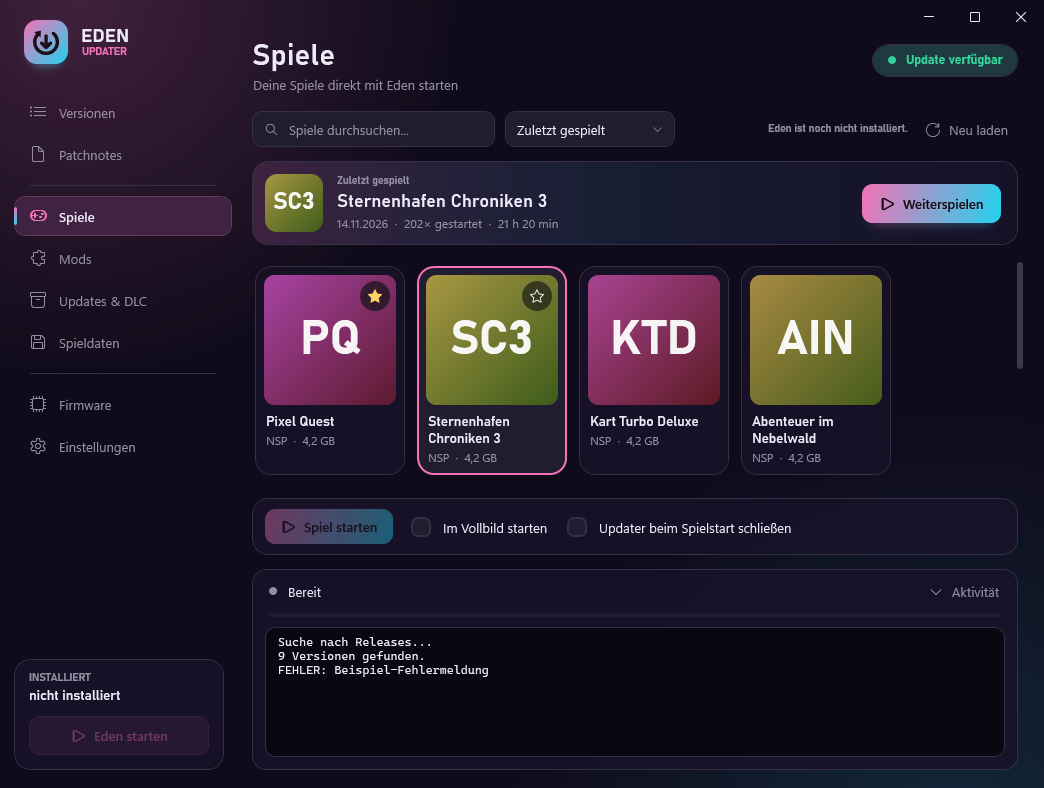 EDEN
UPDATER
Versionen
Patchnotes
Spiele
Mods
Updates & DLC
Spieldaten
Firmware
Einstellungen
INSTALLIERT
nicht installiert
Eden starten
Spiele
Deine Spiele direkt mit Eden starten
Update verfügbar
Spiele durchsuchen...
Zuletzt gespielt
Eden ist noch nicht installiert.
Neu laden
SC3
Zuletzt gespielt
Sternenhafen Chroniken 3
14.11.2026 · 202× gestartet · 21 h 20 min
Weiterspielen
PQ
Pixel Quest
NSP · 4,2 GB
SC3
Sternenhafen
Chroniken 3
NSP · 4,2 GB
KTD
Kart Turbo Deluxe
NSP · 4,2 GB
AIN
Abenteuer im
Nebelwald
NSP · 4,2 GB
Spiel starten
Im Vollbild starten
Updater beim Spielstart schließen
Bereit
Aktivität
Suche nach Releases...
9 Versionen gefunden.
FEHLER: Beispiel-Fehlermeldung